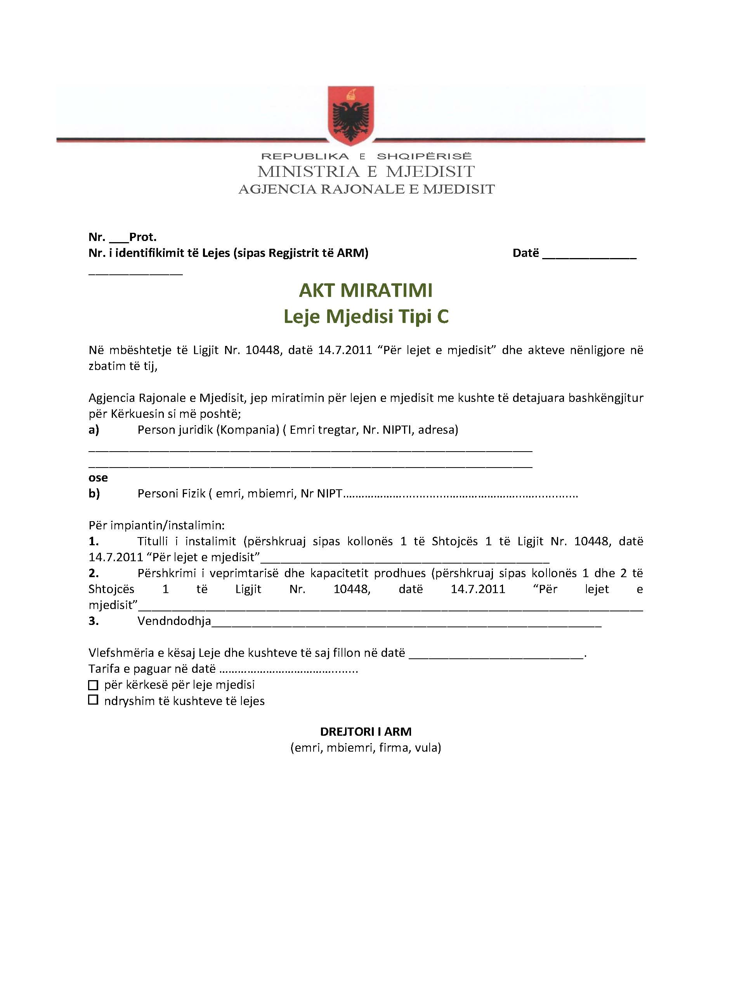 REPUBLIKA E SHQIPËRISË
MINISTRIA E MJEDISIT
AGJENCIA RAJONALE E MJEDISIT
Nr. ___Prot.
Nr. i identifikimit të Lejes (sipas Regjistrit të ARM) Datë ______________
______________
AKT MIRATIMI
Leje Mjedisi Tipi C
Në mbështetje të Ligjit Nr. 10448, datë 14.7.2011 “Për lejet e mjedisit” dhe akteve nënligjore në
zbatim të tij,
Agjencia Rajonale e Mjedisit, jep miratimin për lejen e mjedisit me kushte të detajuara bashkëngjitur
për Kërkuesin si më poshtë;
a) Person juridik (Kompania) ( Emri tregtar, Nr. NIPTI, adresa)
__________________________________________________________________
__________________________________________________________________
ose
b) Personi Fizik ( emri, mbiemri, Nr NIPT…………………............………………………................
Për impiantin/instalimin:
1. Titulli i instalimit (përshkruaj sipas kollonës 1 të Shtojcës 1 të Ligjit Nr. 10448, datë
14.7.2011 “Për lejet e mjedisit”___________________________________________
2. Përshkrimi i veprimtarisë dhe kapacitetit prodhues (përshkruaj sipas kollonës 1 dhe 2 të
Shtojcës 1 të Ligjit Nr. 10448, datë 14.7.2011 “Për lejet e
mjedisit”___________________________________________________________________________
3. Vendndodhja__________________________________________________________
Vlefshmëria e kësaj Leje dhe kushteve të saj fillon në datë __________________________.
Tarifa e paguar në datë ………………………………........
☐ për kërkesë për leje mjedisi
☐ ndryshim të kushteve të lejes
DREJTORI I ARM
(emri, mbiemri, firma, vula)